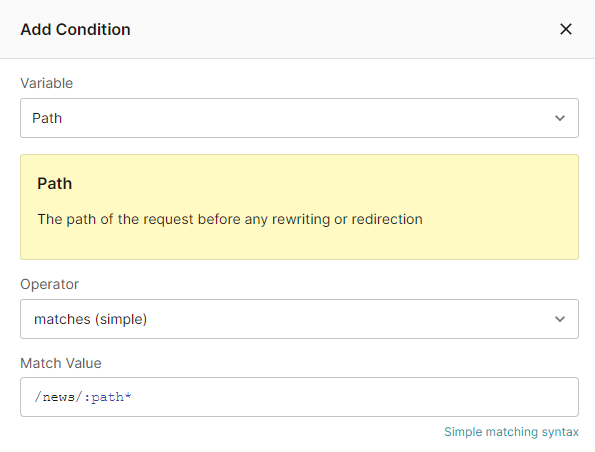 Add Condition
Variable
Path
Path
The path of the request before any rewriting or redirection
Operator
matches (simple)
Match Value
/news/:path*
Simple matching syntax